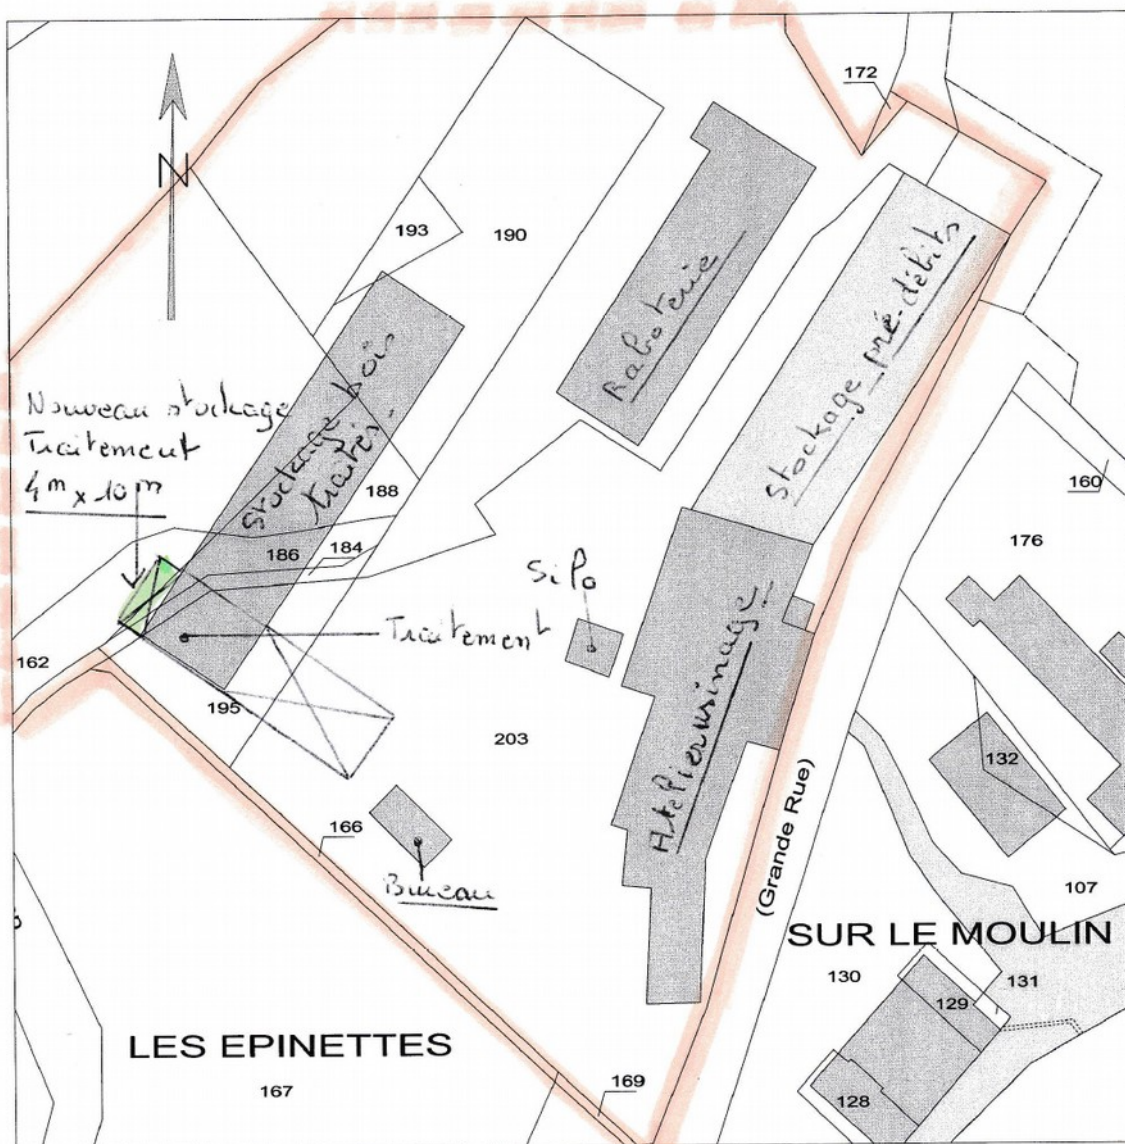 172
N
193
190
Raboterie
Stockage pré-débits
Nouveau stockage
Traitement
4m x 10m
stockage bois
traités
188
186
184
160
176
Silo
Traitement
162
195
203
Atelier usinage
132
166
Bureau
(Grande Rue)
107
SUR LE MOULIN
130
131
129
LES EPINETTES
167
169
128